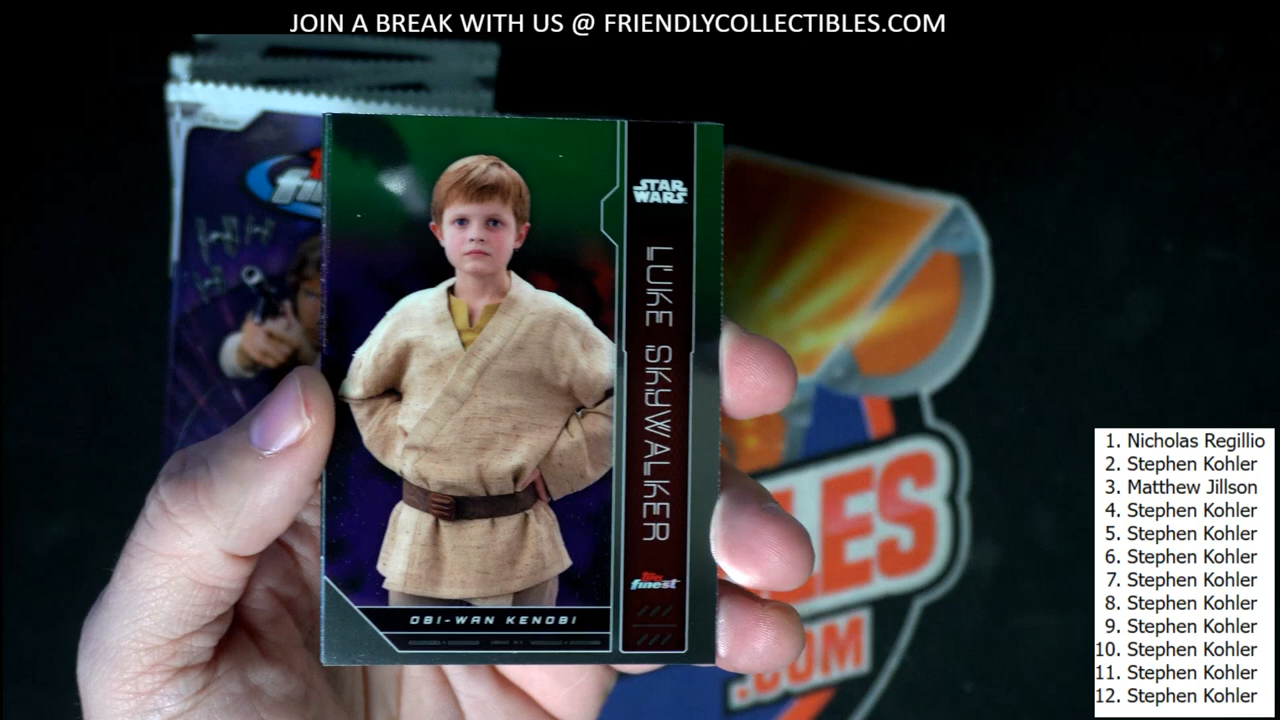 JOIN A BREAK WITH US @ FRIENDLYCOLLECTIBLES.COM
STAR
WARS
LUKE SKYWALKER
Topps
finest
OBI-WAN KENOBI
LES
.COM
1. Nicholas Regillio
2. Stephen Kohler
3. Matthew Jillson
4. Stephen Kohler
5. Stephen Kohler
6. Stephen Kohler
7. Stephen Kohler
8. Stephen Kohler
9. Stephen Kohler
10. Stephen Kohler
11. Stephen Kohler
12. Stephen Kohler